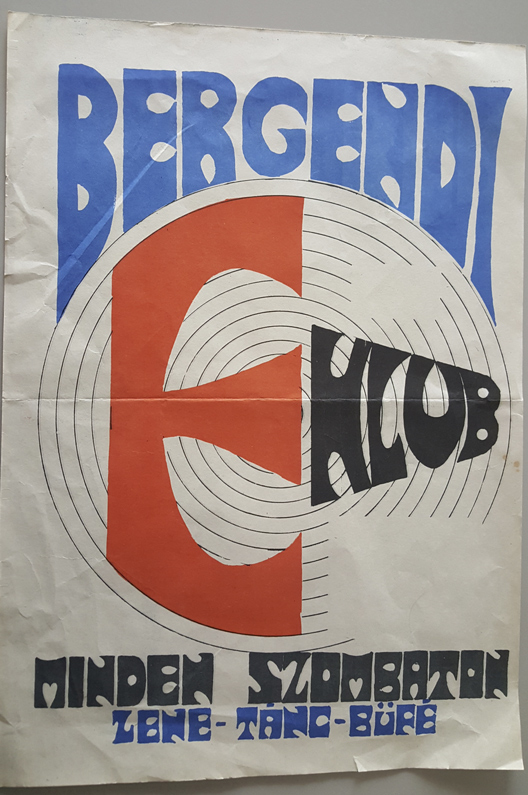 BERGENDI
E
KLUB
MINDEN SZOMBATON
ZENE-TÁNC-BÜFÉ